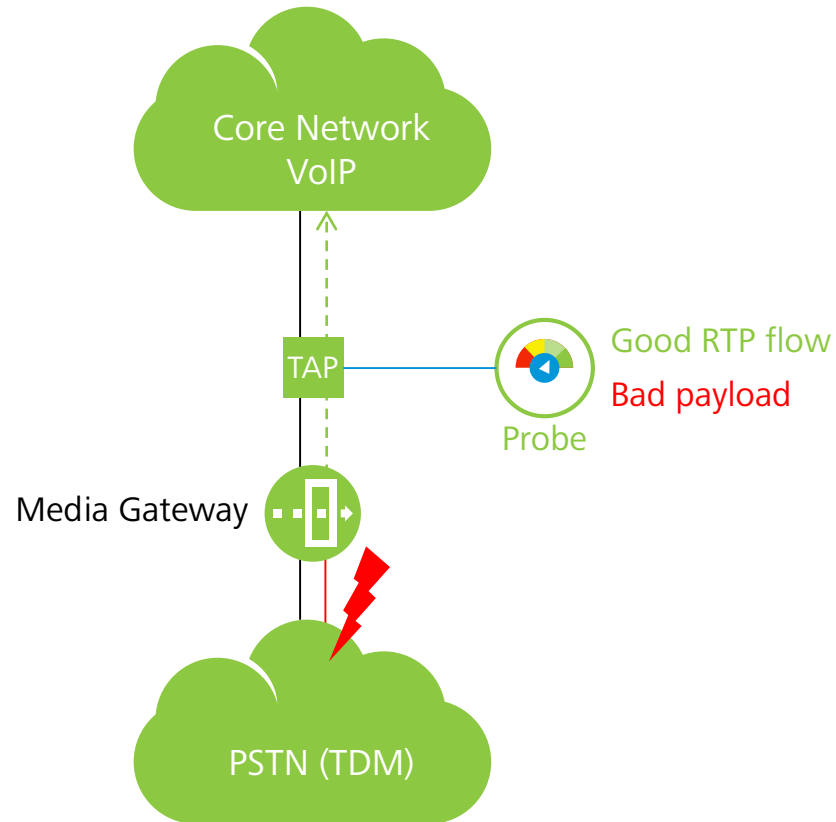 Core Network
VoIP
TAP
Good RTP flow
Bad payload
Probe
Media Gateway
PSTN (TDM)